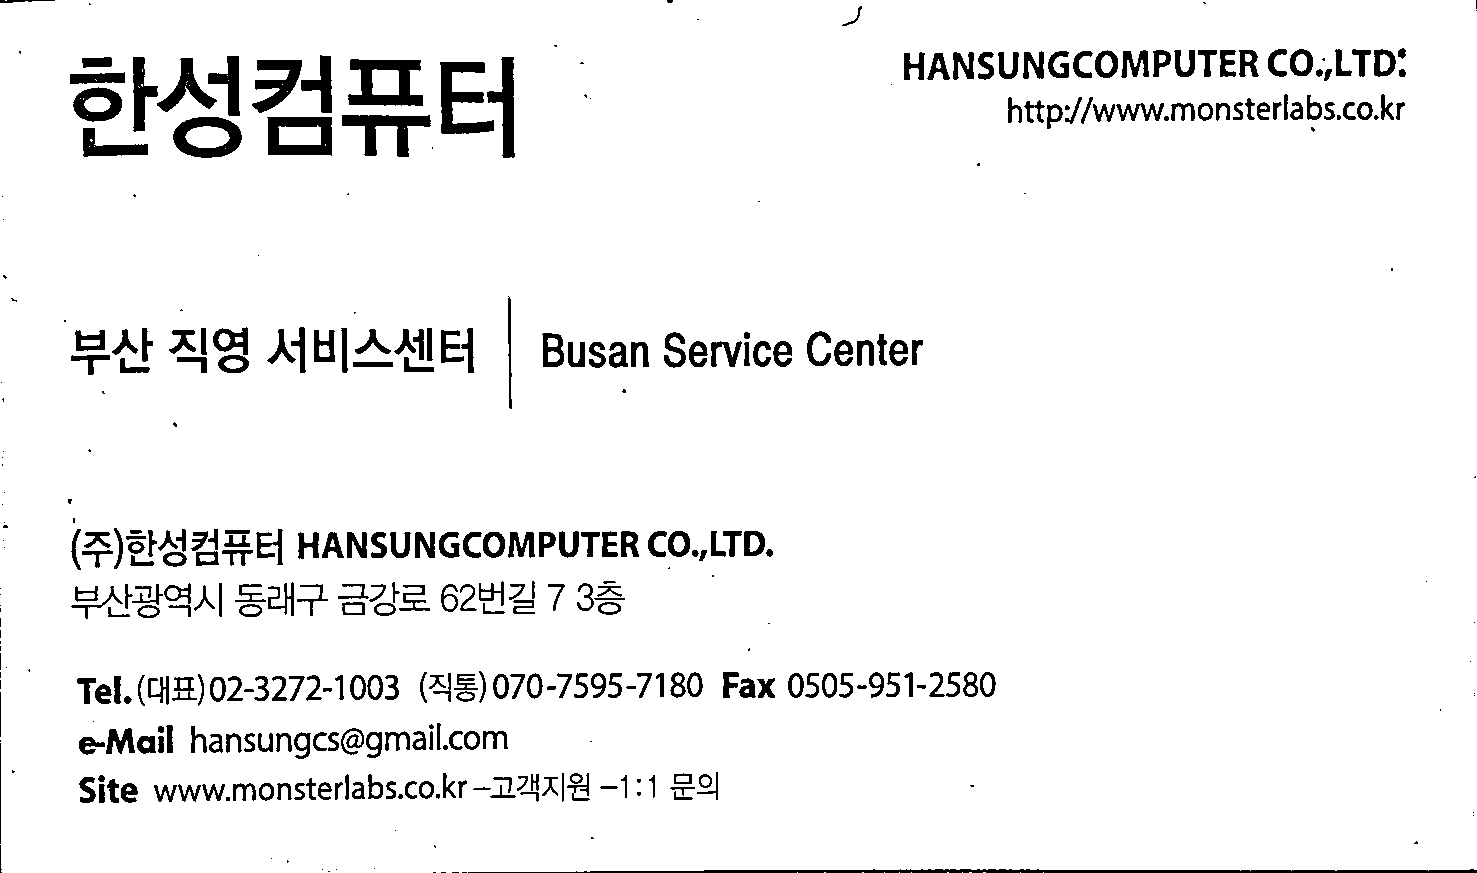 한성컴퓨터
HANSUNGCOMPUTER CO.,LTD.
http://www.monsterlabs.co.kr
부산 직영 서비스센터 | Busan Service Center
(주)한성컴퓨터 HANSUNGCOMPUTER CO.,LTD.
부산광역시 동래구 금강로 62번길 7 3층
Tel.(대표)02-3272-1003 (직통)070-7595-7180 Fax 0505-951-2580
e-Mail hansungcs@gmail.com
Site www.monsterlabs.co.kr -고객지원 -1:1 문의